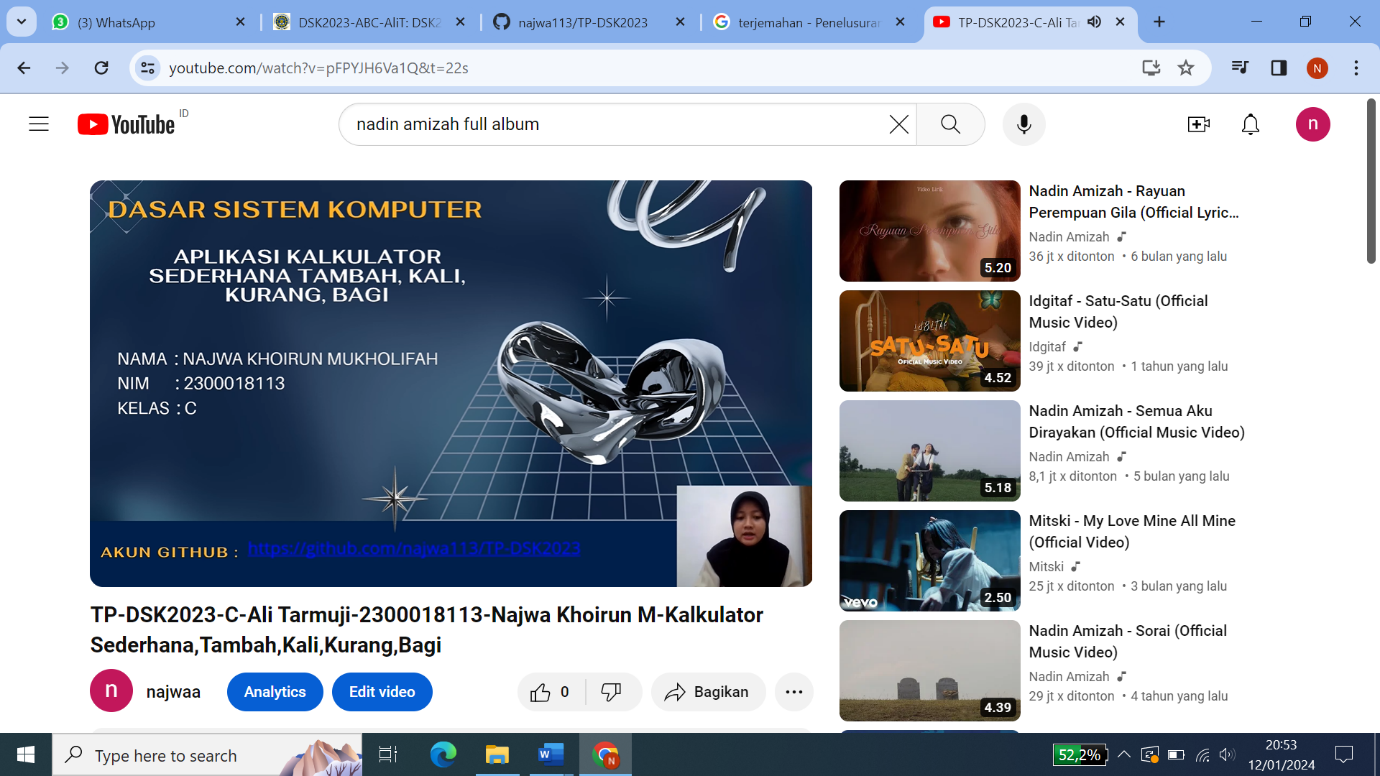 (3) WhatsApp
DSK2023-ABC-AliT: DSK2
najwa113/TP-DSK2023
terjemahan - Penelusuran
TP-DSK2023-C-Ali Ta
youtube.com/watch?v=pFPYJH6Va1Q&t=22s
N
YouTube ID
nadin amizah full album
n
DASAR SISTEM KOMPUTER
APLIKASI KALKULATOR
SEDERHANA TAMBAH, KALI,
KURANG, BAGI
NAMA : NAJWA KHOIRUN MUKHOLIFAH
NIM : 2300018113
KELAS : C
AKUN GITHUB : https://github.com/najwa113/TP-DSK2023
TP-DSK2023-C-Ali Tarmuji-2300018113-Najwa Khoirun M-Kalkulator
Sederhana,Tambah,Kali,Kurang,Bagi
n
najwaa
Analytics
Edit video
0
Bagikan
Rayuan Perempuan Gila
5.20
Nadin Amizah - Rayuan
Perempuan Gila (Official Lyric…
Nadin Amizah
36 jt x ditonton • 6 bulan yang lalu
IDGITAF
SATU-SATU
OFICIAL MUSIC VIDEO
4.52
Idgitaf - Satu-Satu (Official
Music Video)
Idgitaf
39 jt x ditonton • 1 tahun yang lalu
5.18
Nadin Amizah - Semua Aku
Dirayakan (Official Music Video)
Nadin Amizah
8,1 jt x ditonton • 5 bulan yang lalu
vevo
2.50
Mitski - My Love Mine All Mine
(Official Video)
Mitski
25 jt x ditonton • 3 bulan yang lalu
4.39
Nadin Amizah - Sorai (Official
Music Video)
Nadin Amizah
29 jt x ditonton • 4 tahun yang lalu
Type here to search
N
52,2%
20:53
12/01/2024